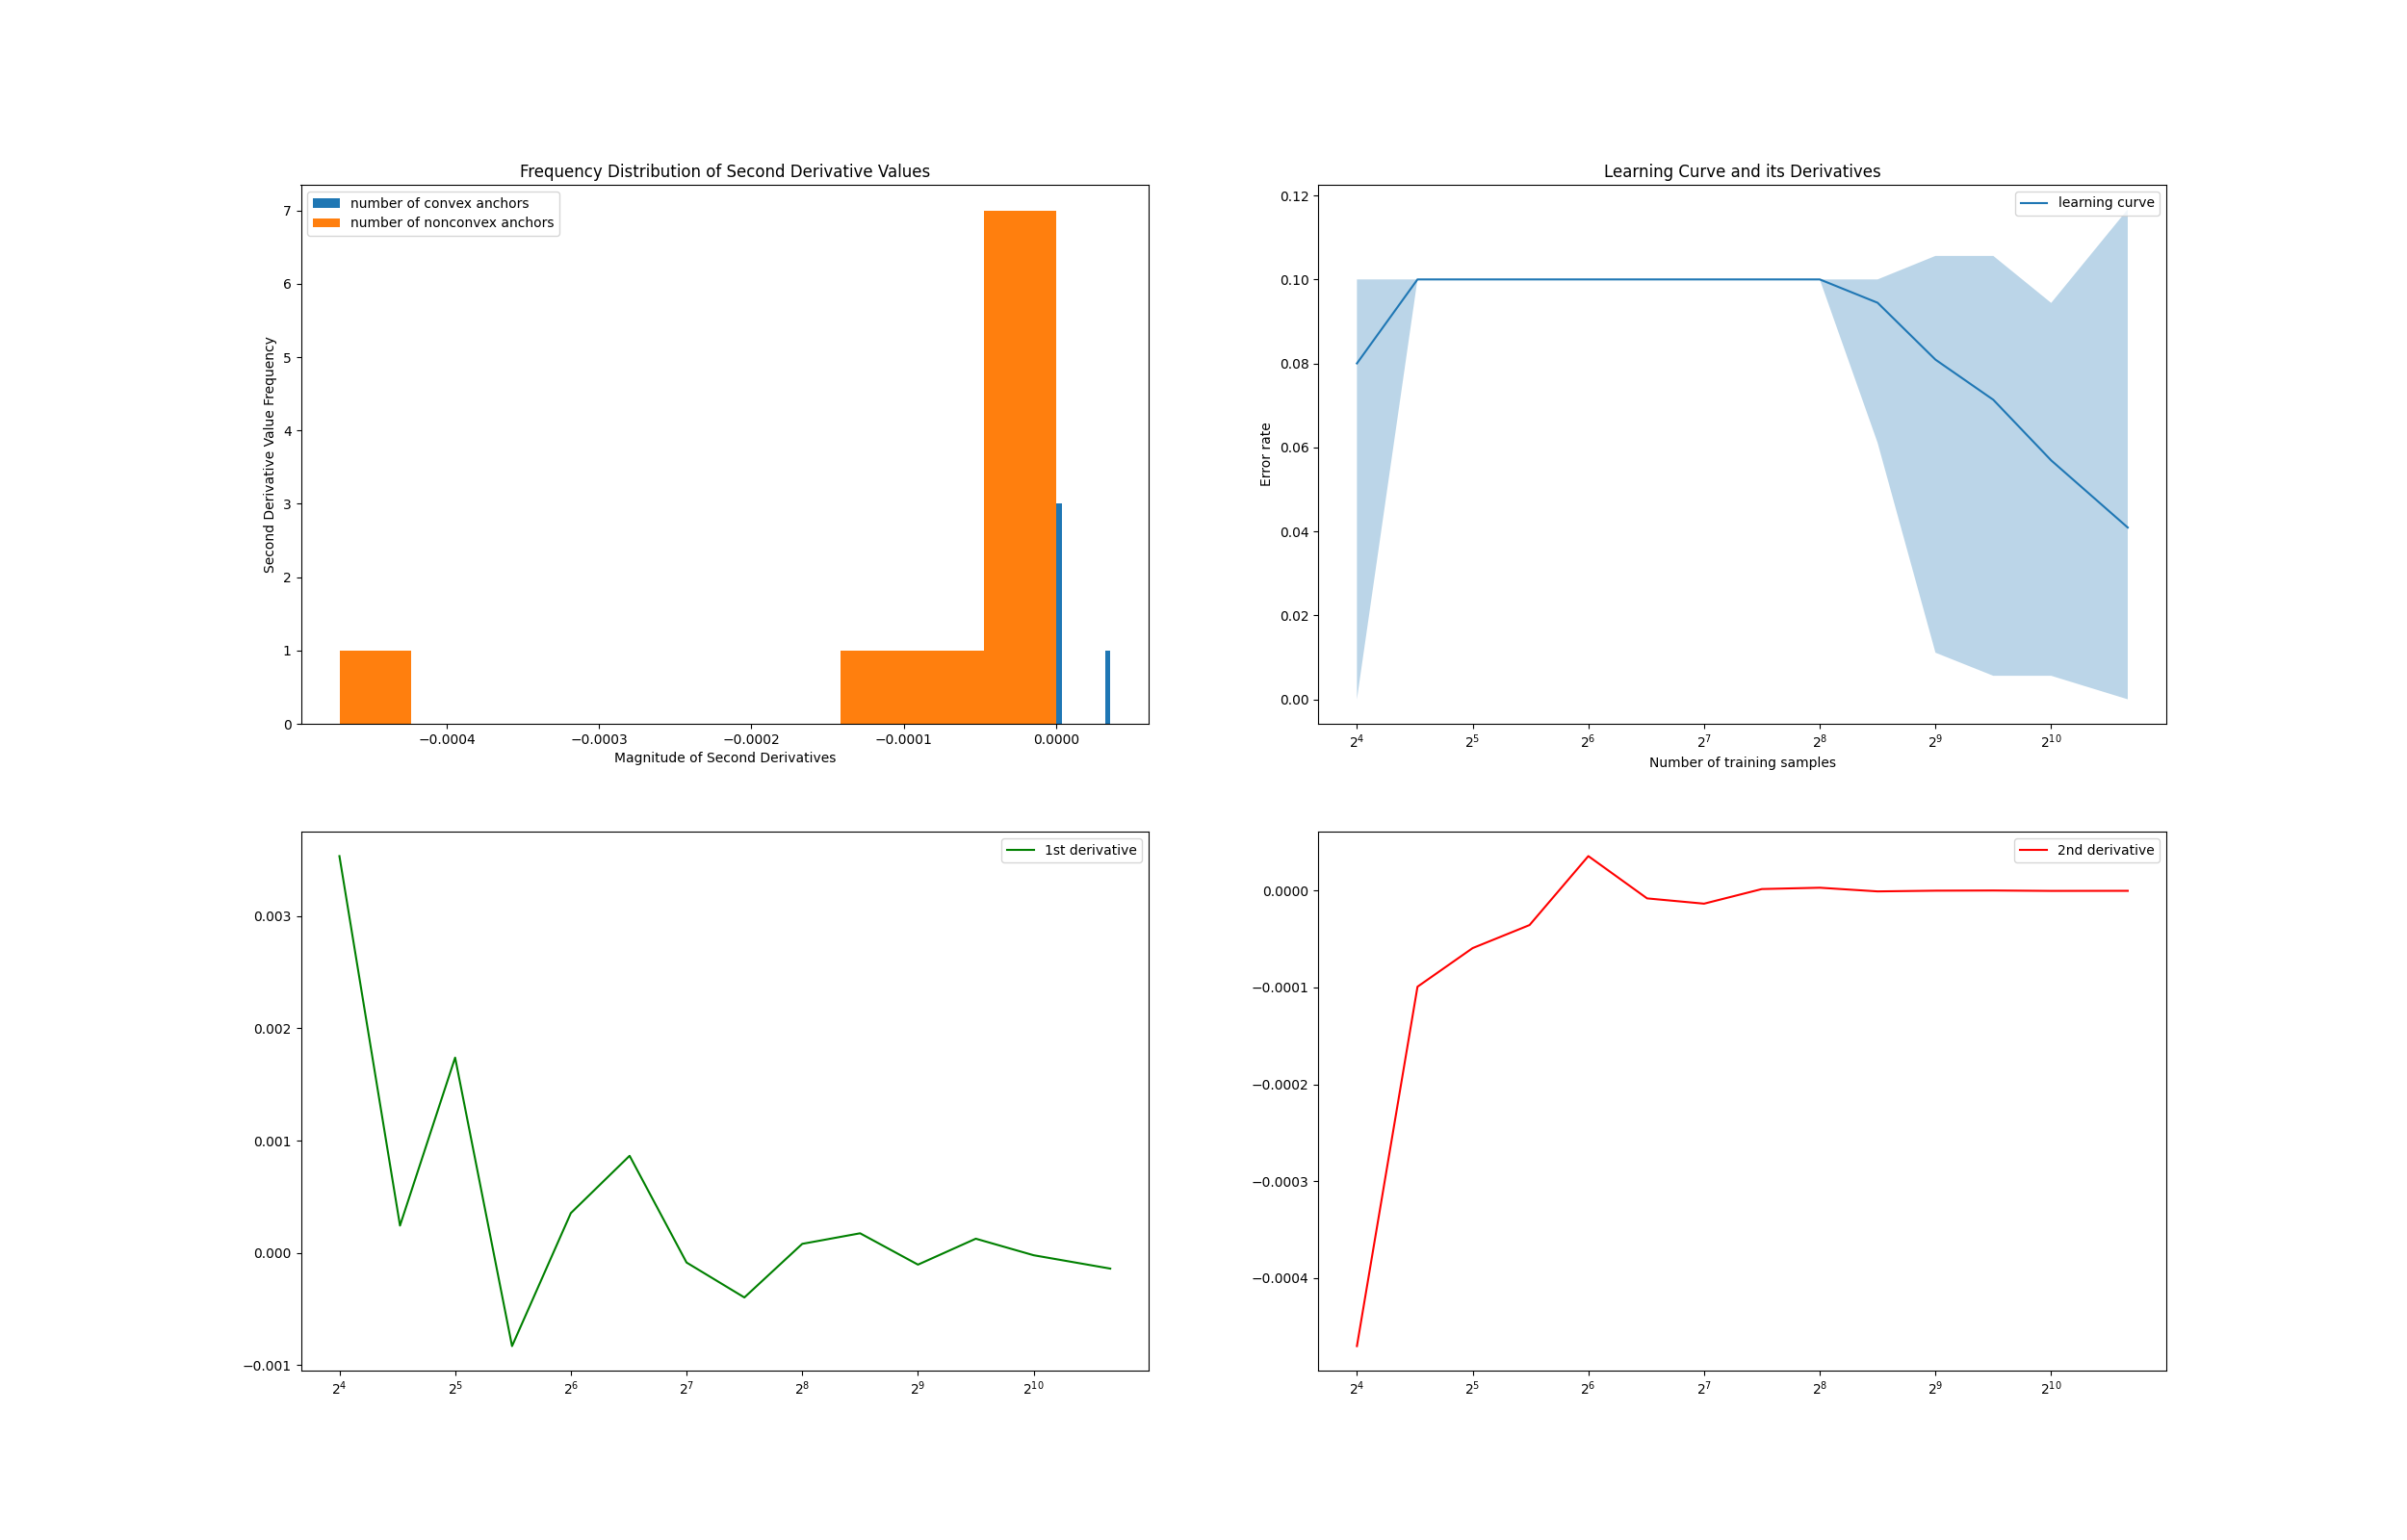 Frequency Distribution of Second Derivative Values
number of convex anchors
number of nonconvex anchors
Second Derivative Value Frequency
7
6
5
4
3
2
1
0
−0.0004 −0.0003 −0.0002 −0.0001 0.0000
Magnitude of Second Derivatives
Learning Curve and its Derivatives
learning curve
Error rate
0.12
0.10
0.08
0.06
0.04
0.02
0.00
2^4 2^5 2^6 2^7 2^8 2^9 2^10
Number of training samples
1st derivative
0.003
0.002
0.001
0.000
−0.001
2^4 2^5 2^6 2^7 2^8 2^9 2^10
2nd derivative
0.0000
−0.0001
−0.0002
−0.0003
−0.0004
2^4 2^5 2^6 2^7 2^8 2^9 2^10